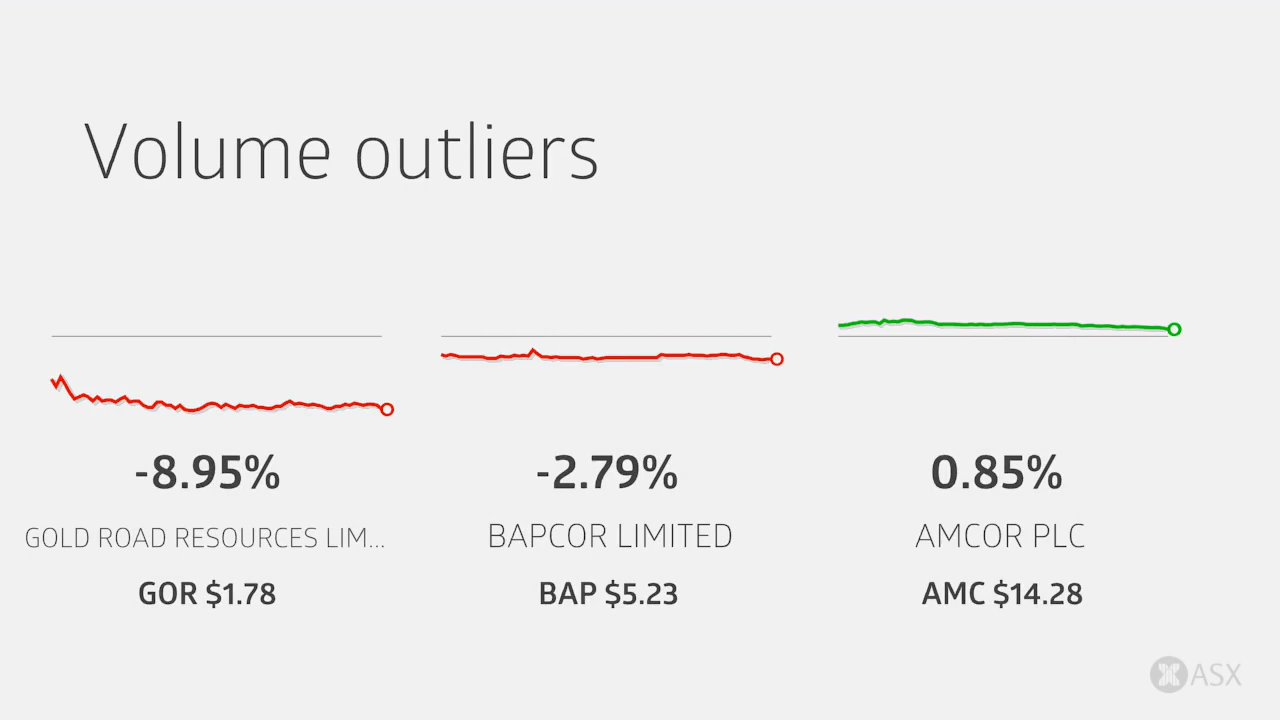 Volume outliers
-8.95%
GOLD ROAD RESOURCES LIM...
GOR $1.78
-2.79%
BAPCOR LIMITED
BAP $5.23
0.85%
AMCOR PLC
AMC $14.28
ASX